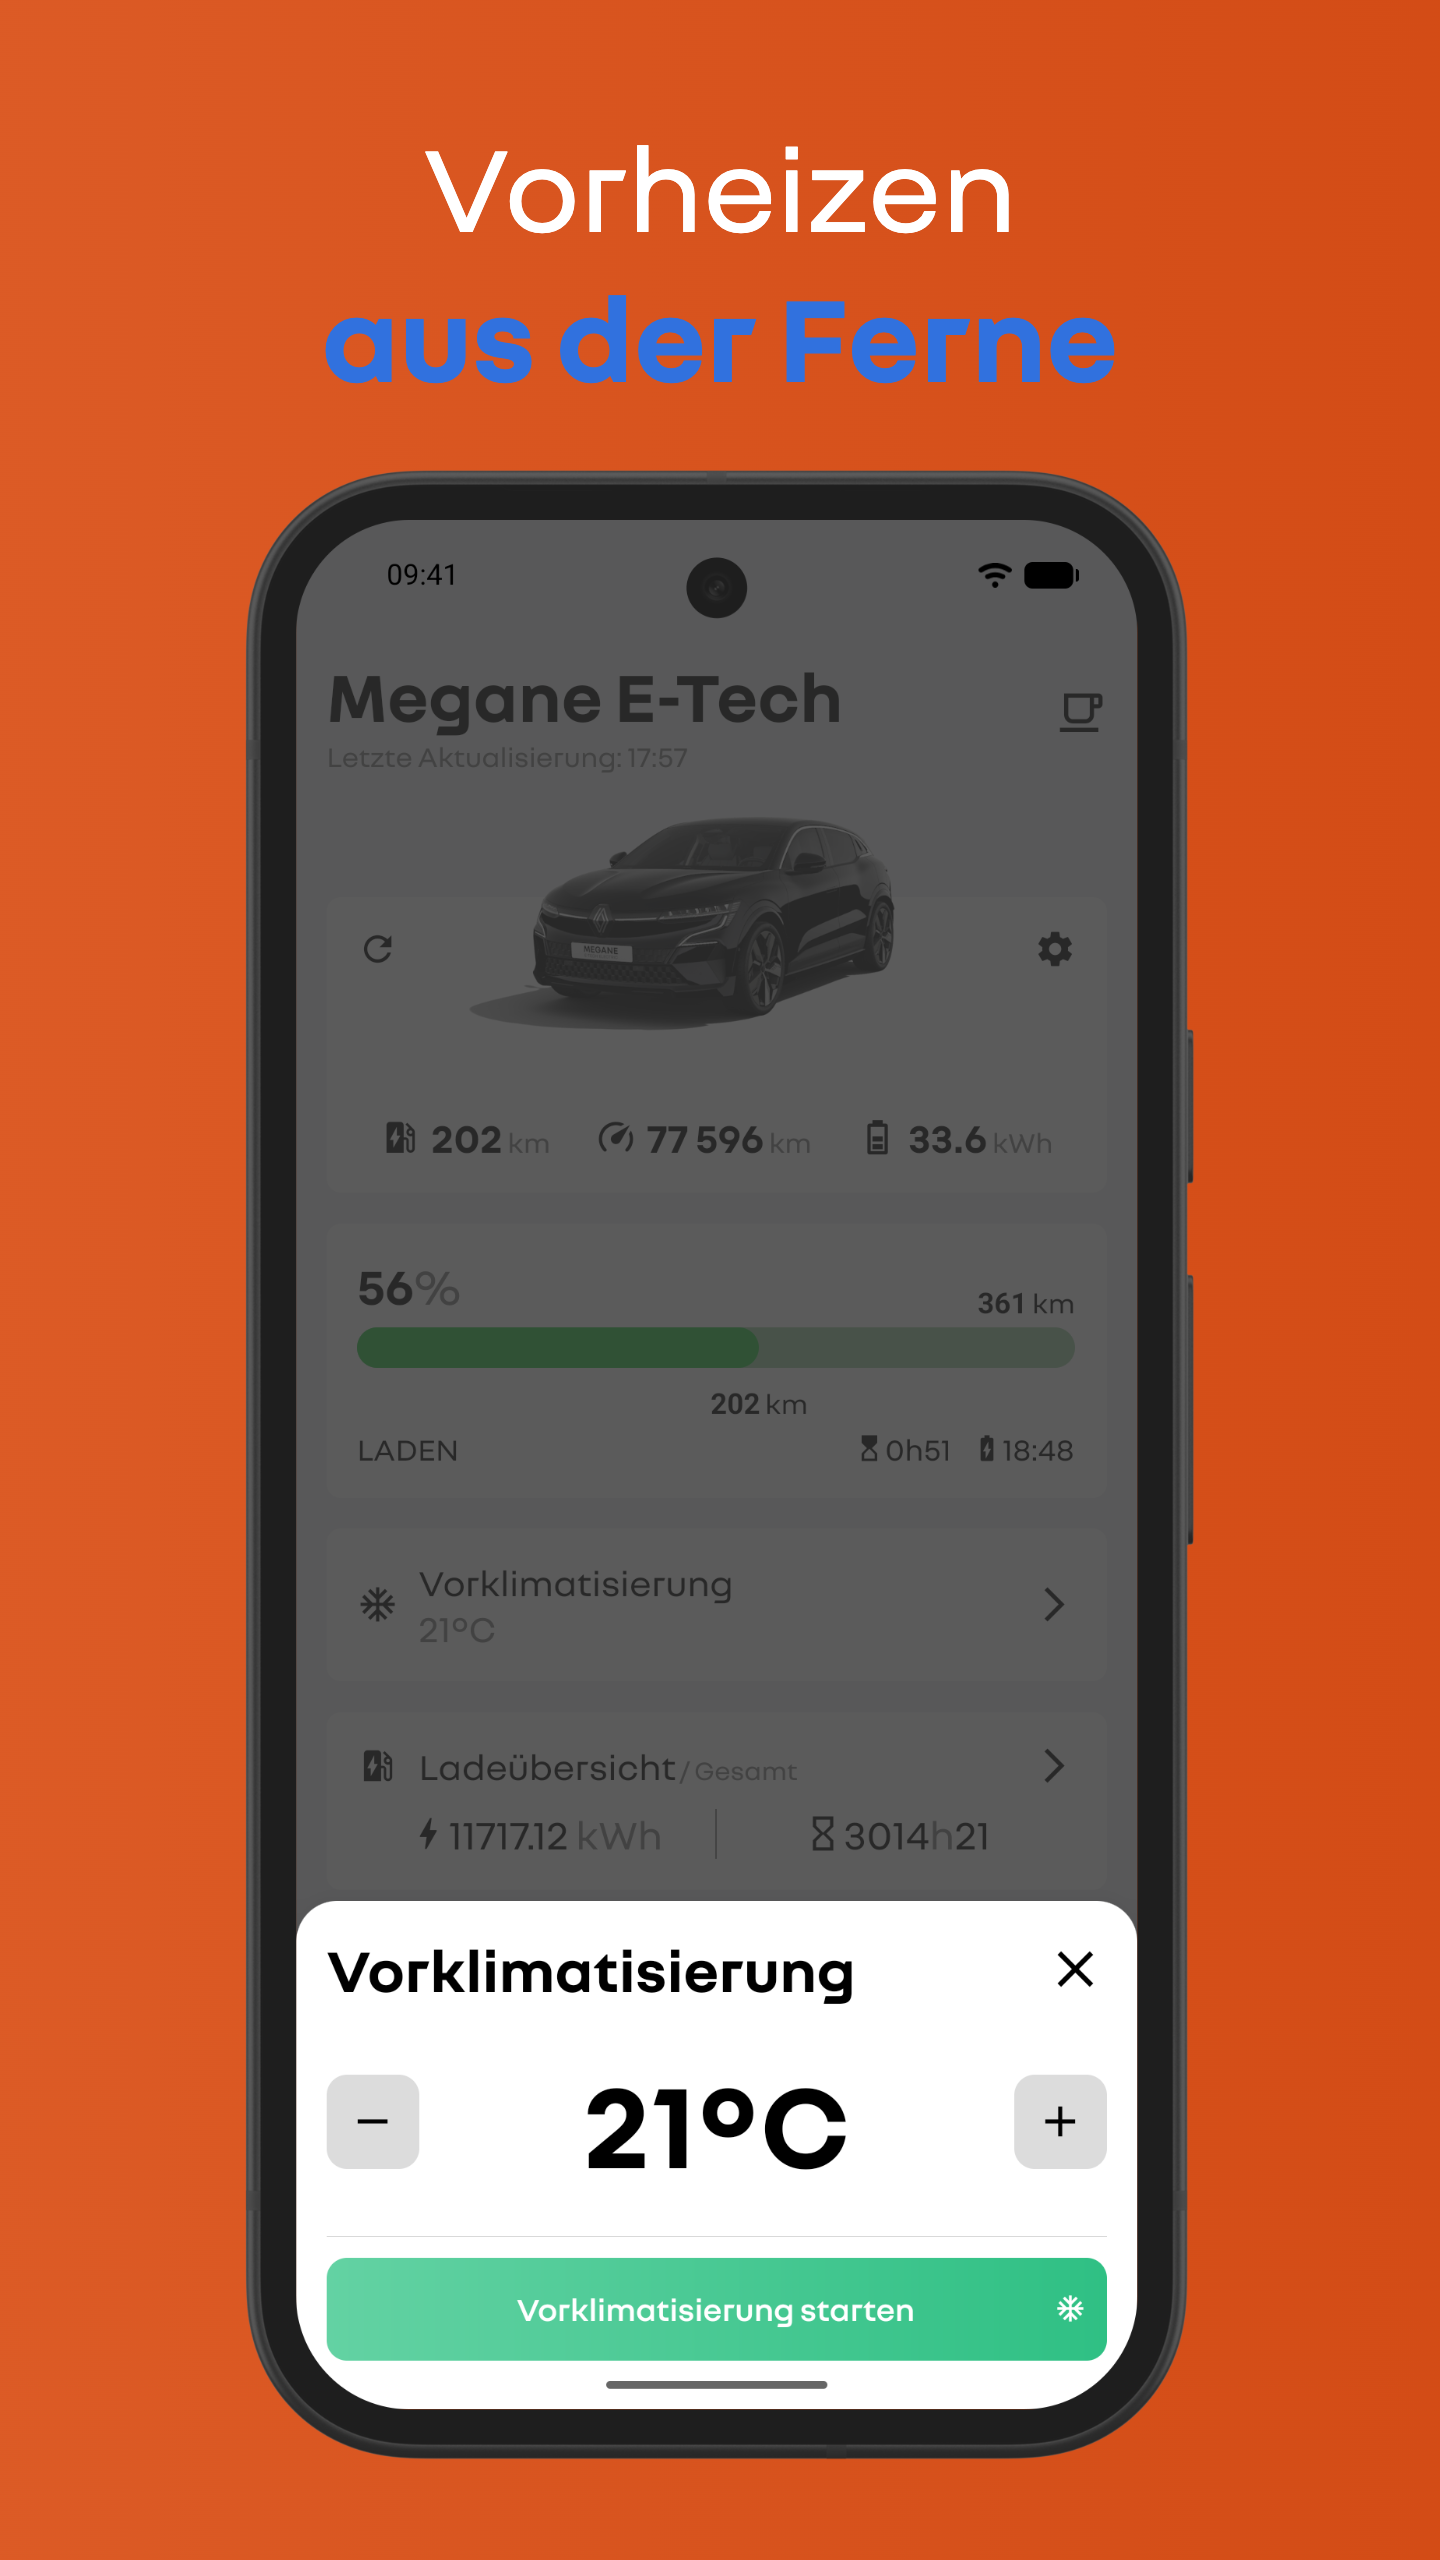 Vorheizen
aus der Ferne
09:41
Megane E-Tech
Letzte Aktualisierung: 17:57
MEGANE
202 km 77 596 km 33.6 kWh
56%
361 km
202 km
LADEN 0h51 18:48
Vorklimatisierung
21°C
Ladeübersicht / Gesamt
11717.12 kWh 3014h21
Vorklimatisierung
21°C
Vorklimatisierung starten